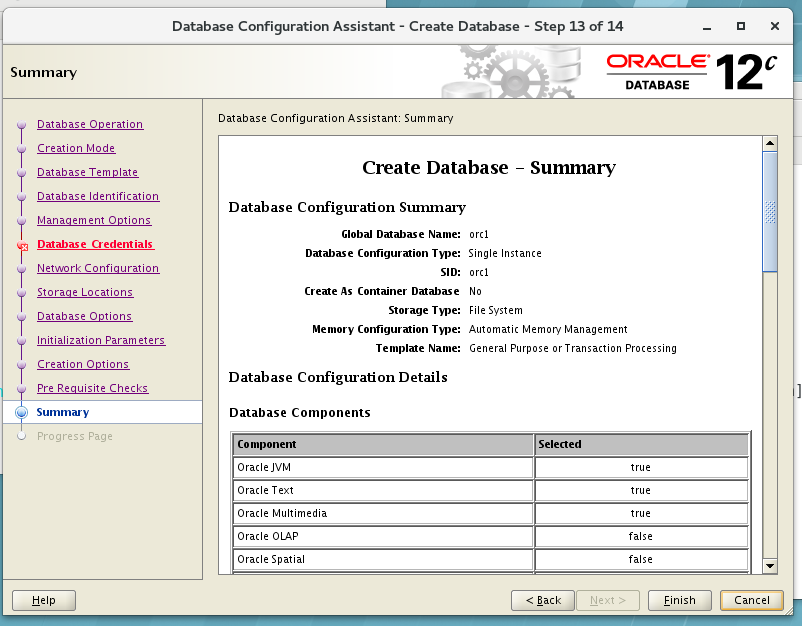 Database Configuration Assistant - Create Database - Step 13 of 14
Summary
ORACLE
DATABASE
12c
Database Operation
Creation Mode
Database Template
Database Identification
Management Options
Database Credentials
Network Configuration
Storage Locations
Database Options
Initialization Parameters
Creation Options
Pre Requisite Checks
Summary
Progress Page
Database Configuration Assistant: Summary
Create Database – Summary
Database Configuration Summary
Global Database Name: orc1
Database Configuration Type: Single Instance
SID: orc1
Create As Container Database No
Storage Type: File System
Memory Configuration Type: Automatic Memory Management
Template Name: General Purpose or Transaction Processing
Database Configuration Details
Database Components
Component Selected
Oracle JVM true
Oracle Text true
Oracle Multimedia true
Oracle OLAP false
Oracle Spatial false
Help < Back Next > Finish Cancel